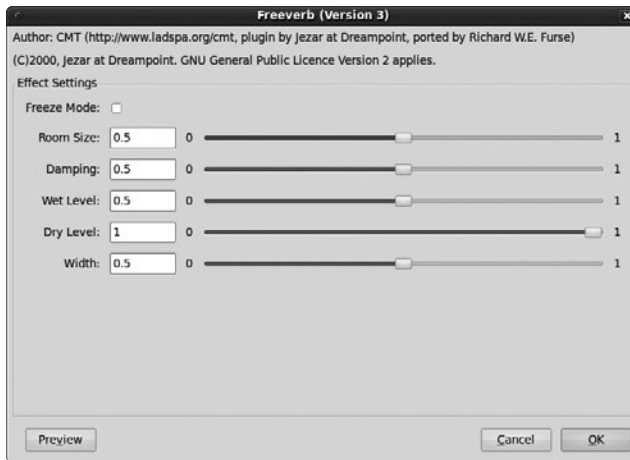 Freeverb (Version 3)
Author: CMT (http://www.ladspa.org/cmt, plugin by Jezar at Dreampoint, ported by Richard W.E. Furse)
(C)2000, Jezar at Dreampoint. GNU General Public Licence Version 2 applies.
Effect Settings
Freeze Mode:
Room Size: 0.5 0 1
Damping: 0.5 0 1
Wet Level: 0.5 0 1
Dry Level: 1 0 1
Width: 0.5 0 1
Preview Cancel OK